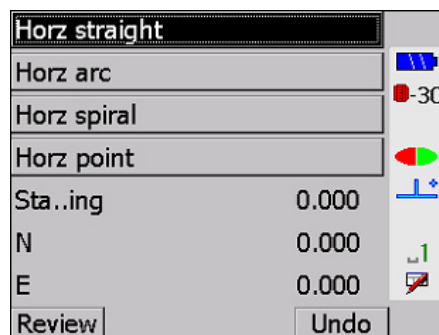 Horz straight
Horz arc
Horz spiral
Horz point
Sta..ing 0.000
N 0.000
E 0.000
Review Undo
-30
1